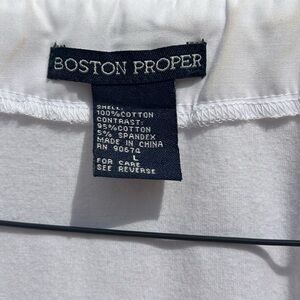 BOSTON PROPER
SHELL:
100%COTTON
CONTRAST:
95%COTTON
5% SPANDEX
MADE IN CHINA
RN 90674
L
FOR CARE
SEE REVERSE